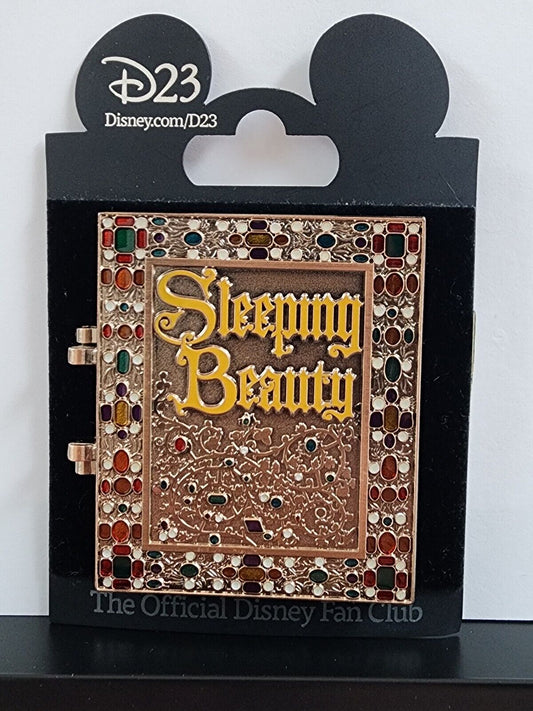 D23
Disney.com/D23
Sleeping
Beauty
The Official Disney Fan Club